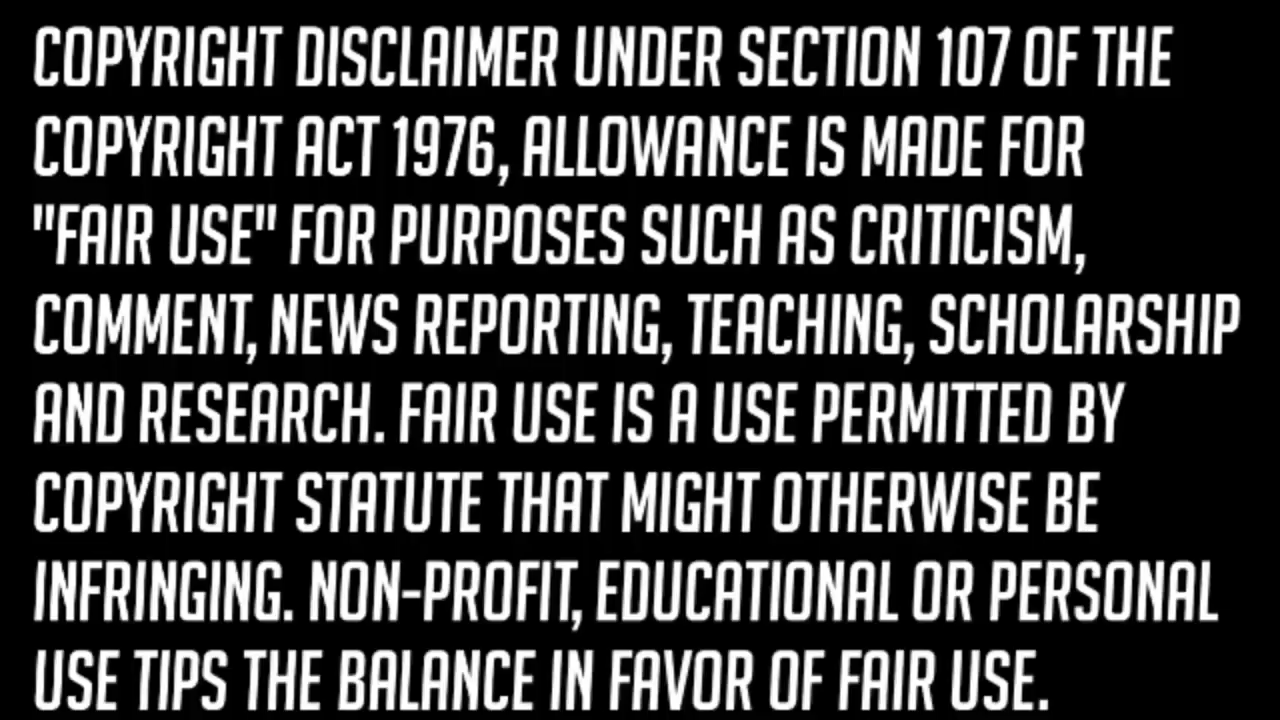 COPYRIGHT DISCLAIMER UNDER SECTION 107 OF THE
COPYRIGHT ACT 1976, ALLOWANCE IS MADE FOR
"FAIR USE" FOR PURPOSES SUCH AS CRITICISM,
COMMENT, NEWS REPORTING, TEACHING, SCHOLARSHIP
AND RESEARCH. FAIR USE IS A USE PERMITTED BY
COPYRIGHT STATUTE THAT MIGHT OTHERWISE BE
INFRINGING. NON-PROFIT, EDUCATIONAL OR PERSONAL
USE TIPS THE BALANCE IN FAVOR OF FAIR USE.